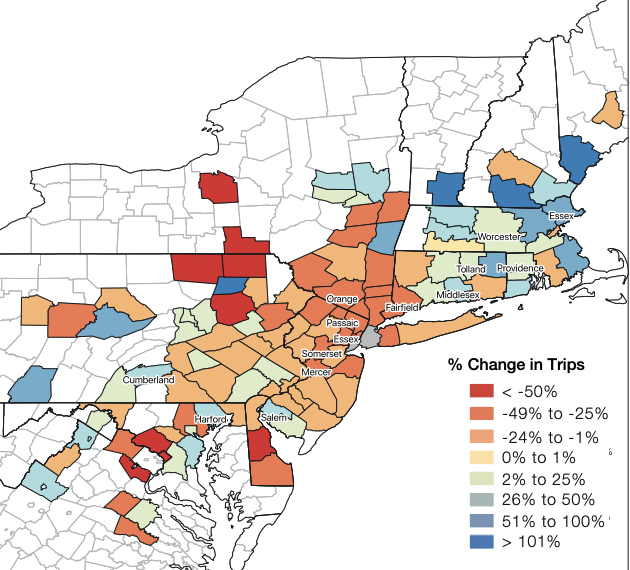 Essex
Worcester
Tolland
Providence
Middlesex
Orange
Fairfield
Passaic
Essex
Somerset
Mercer
Cumberland
Harford
Salem
% Change in Trips
< -50%
-49% to -25%
-24% to -1%
0% to 1%
2% to 25%
26% to 50%
51% to 100%
> 101%